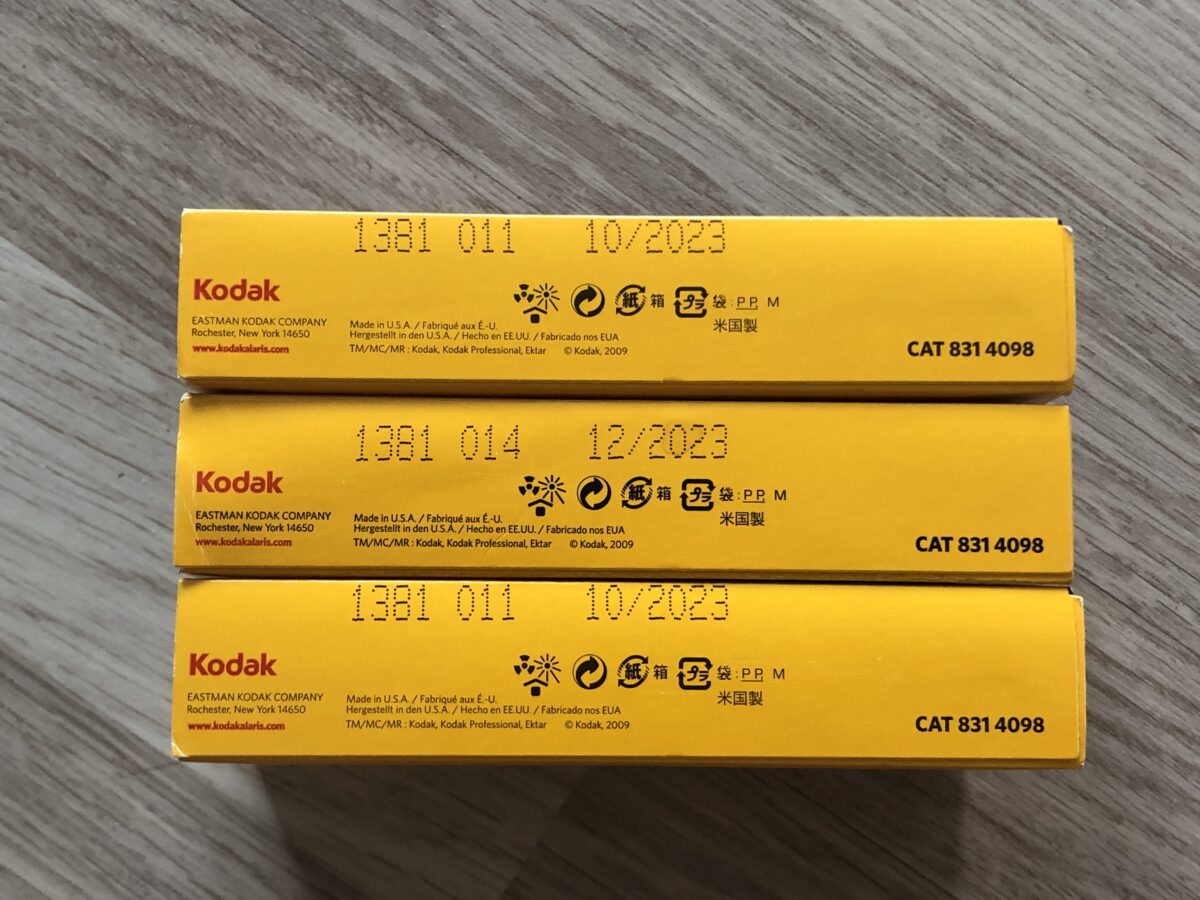 1381 011 10/2023
Kodak
紙 箱 プラ 袋:PP M
米国製
EASTMAN KODAK COMPANY
Rochester, New York 14650
www.kodakalaris.com
Made in U.S.A. / Fabriqué aux É.-U.
Hergestellt in den U.S.A. / Hecho en EE.UU. / Fabricado nos EUA
TM/MC/MR : Kodak, Kodak Professional, Ektar © Kodak, 2009
CAT 831 4098
1381 014 12/2023
Kodak
紙 箱 プラ 袋:PP M
米国製
EASTMAN KODAK COMPANY
Rochester, New York 14650
www.kodakalaris.com
Made in U.S.A. / Fabriqué aux É.-U.
Hergestellt in den U.S.A. / Hecho en EE.UU. / Fabricado nos EUA
TM/MC/MR : Kodak, Kodak Professional, Ektar © Kodak, 2009
CAT 831 4098
1381 011 10/2023
Kodak
紙 箱 プラ 袋:PP M
米国製
EASTMAN KODAK COMPANY
Rochester, New York 14650
www.kodakalaris.com
Made in U.S.A. / Fabriqué aux É.-U.
Hergestellt in den U.S.A. / Hecho en EE.UU. / Fabricado nos EUA
TM/MC/MR : Kodak, Kodak Professional, Ektar © Kodak, 2009
CAT 831 4098